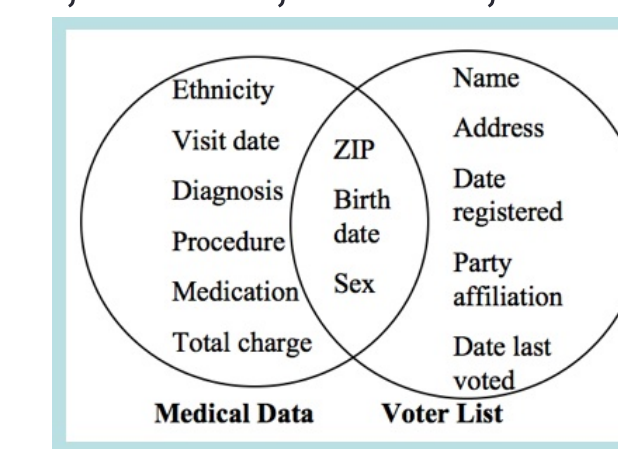 Ethnicity
Visit date
Diagnosis
Procedure
Medication
Total charge
ZIP
Birth
date
Sex
Name
Address
Date
registered
Party
affiliation
Date last
voted
Medical Data
Voter List